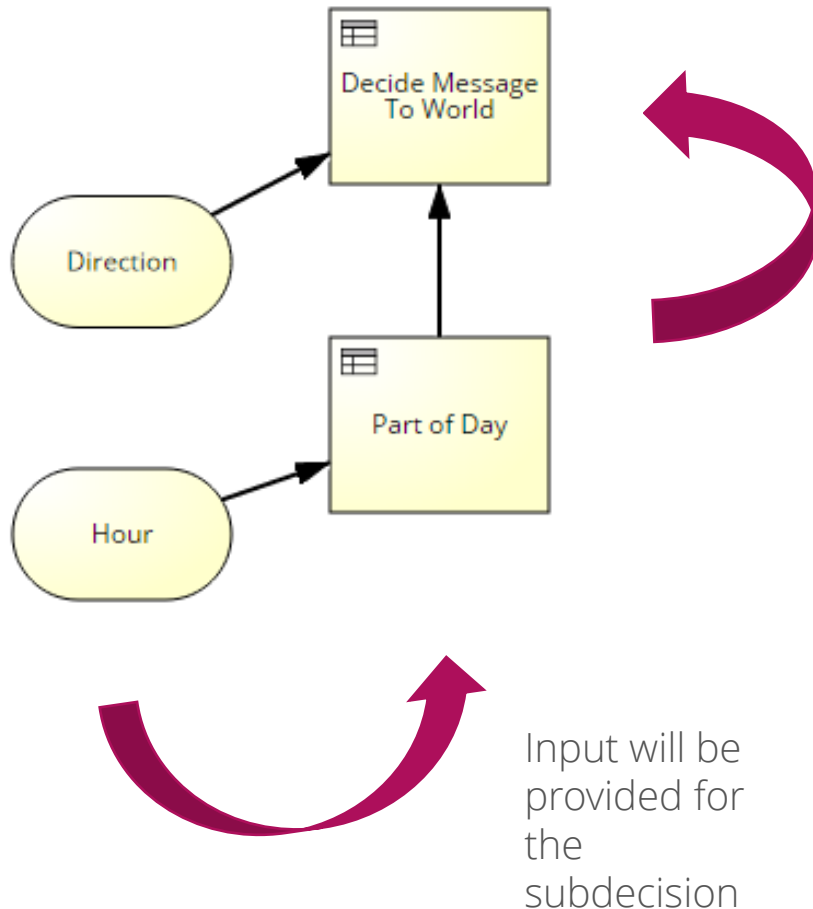 Decide Message
To World
Direction
Part of Day
Hour
Input will be
provided for
the
subdecision